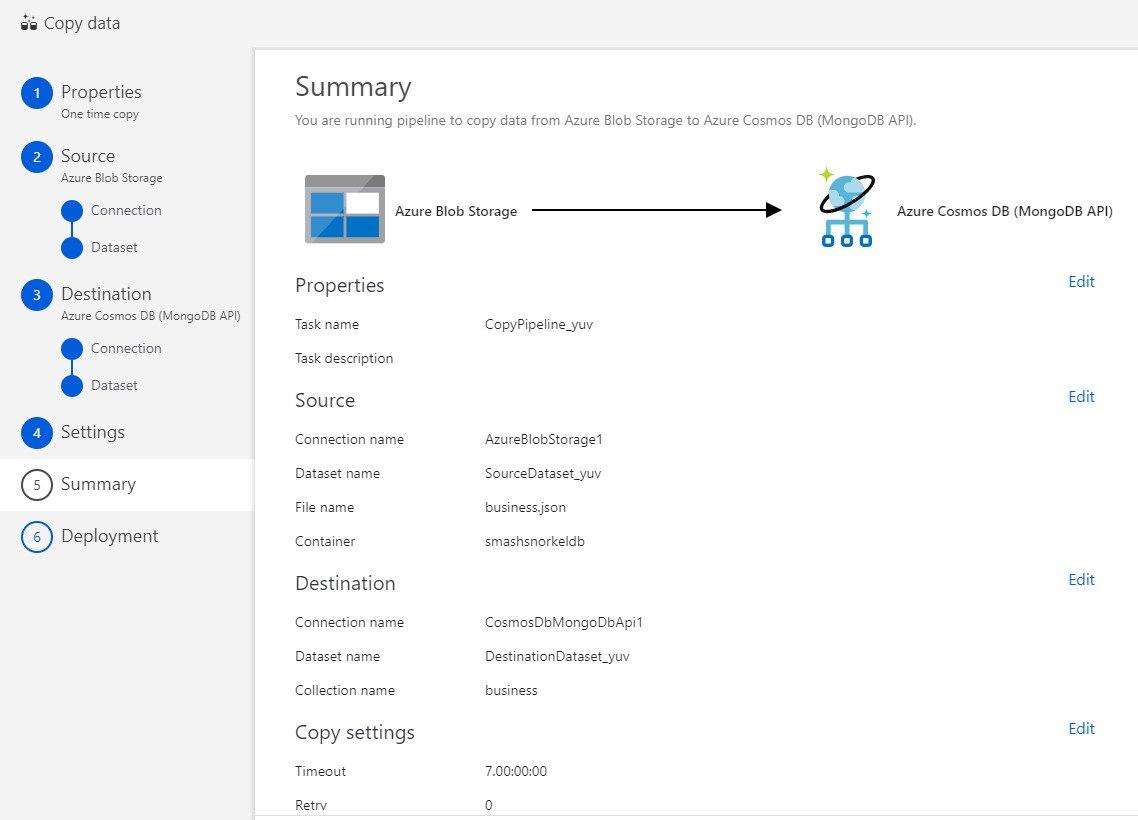 Copy data
1 Properties
One time copy
2 Source
Azure Blob Storage
Connection
Dataset
3 Destination
Azure Cosmos DB (MongoDB API)
Connection
Dataset
4 Settings
5 Summary
6 Deployment
Summary
You are running pipeline to copy data from Azure Blob Storage to Azure Cosmos DB (MongoDB API).
Azure Blob Storage Azure Cosmos DB (MongoDB API)
Properties Edit
Task name CopyPipeline_yuv
Task description
Source Edit
Connection name AzureBlobStorage1
Dataset name SourceDataset_yuv
File name business.json
Container smashsnorkeldb
Destination Edit
Connection name CosmosDbMongoDbApi1
Dataset name DestinationDataset_yuv
Collection name business
Copy settings Edit
Timeout 7.00:00:00
Retry 0